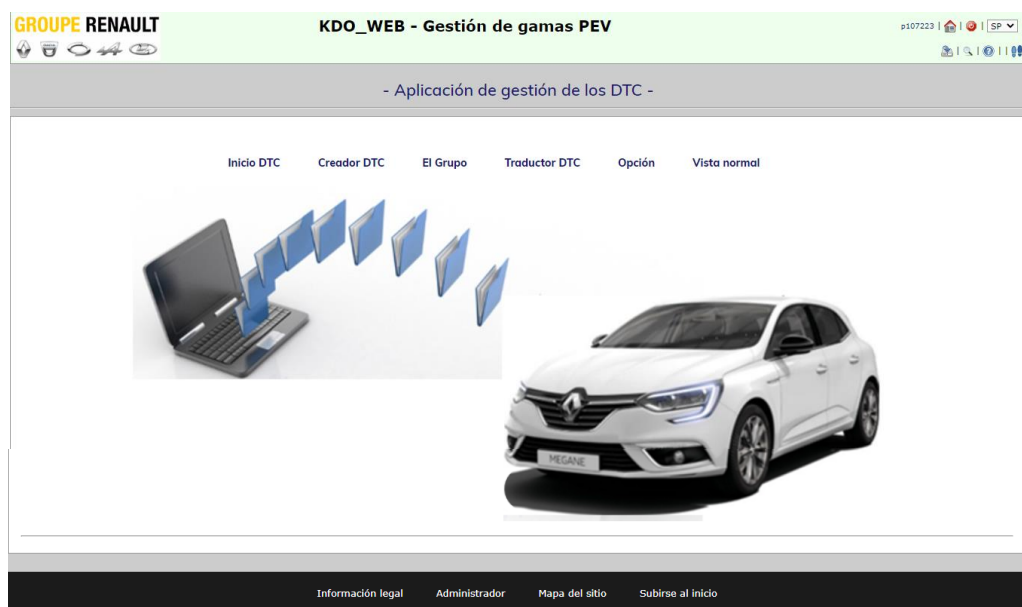 GROUPE RENAULT
KDO_WEB - Gestión de gamas PEV
p107223 | | | SP
- Aplicación de gestión de los DTC -
Inicio DTC Creador DTC El Grupo Traductor DTC Opción Vista normal
MEGANE
Información legal Administrador Mapa del sitio Subirse al inicio